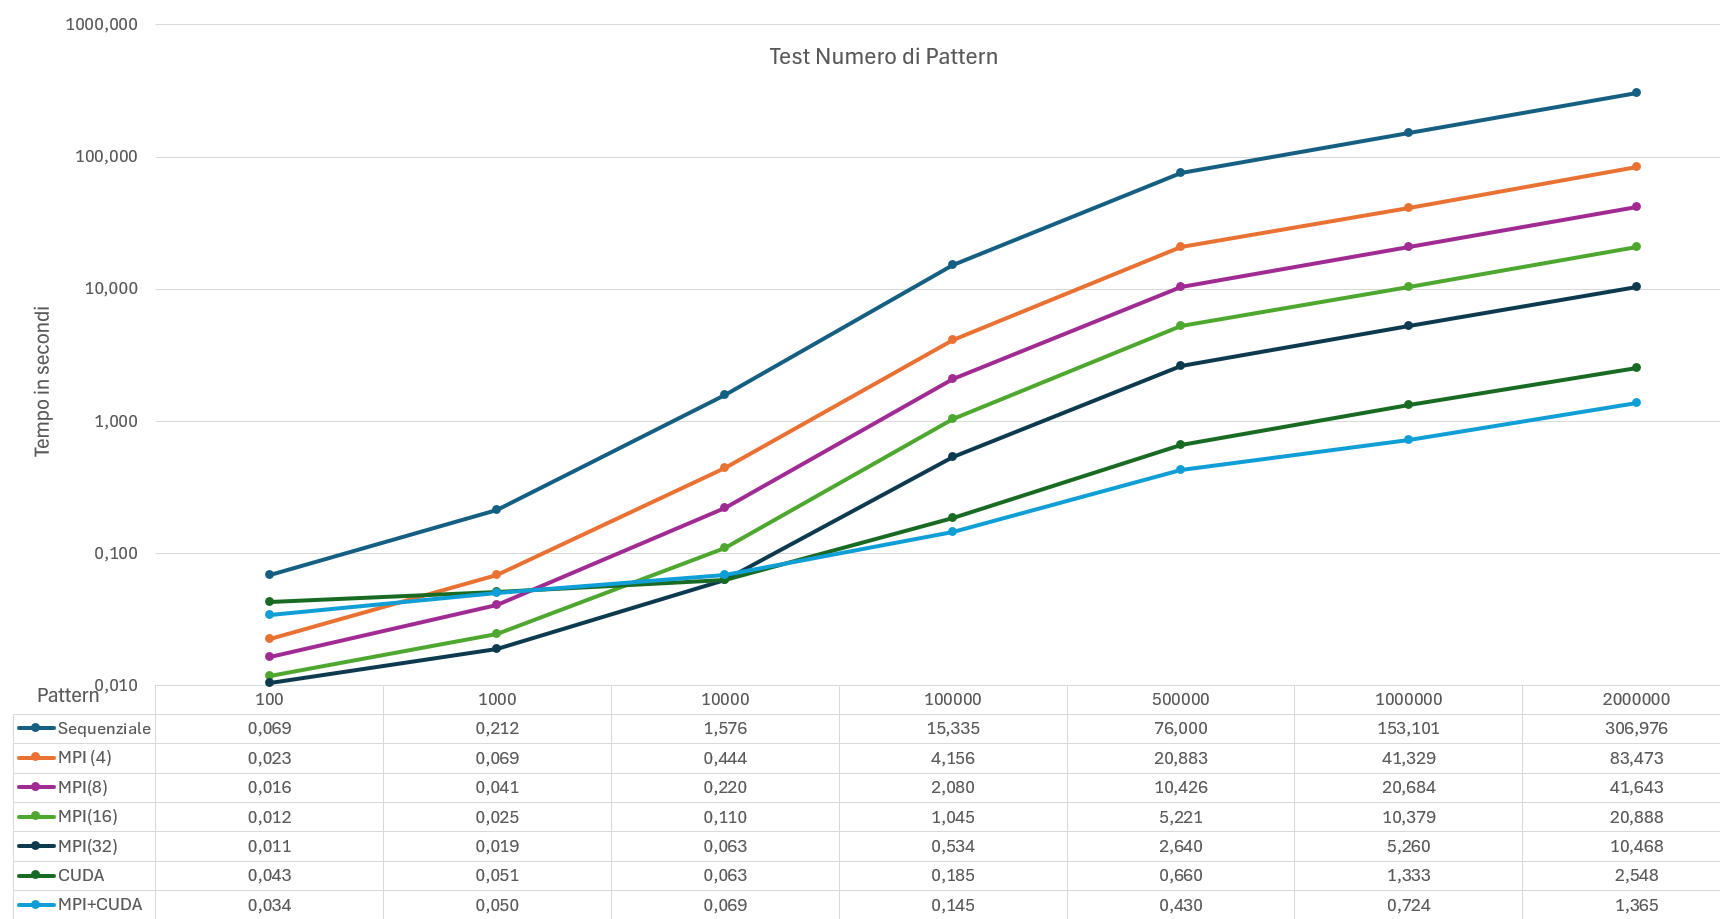 Test Numero di Pattern
1000,000
100,000
10,000
1,000
0,100
0,010
Tempo in secondi
Pattern 100 1000 10000 100000 500000 1000000 2000000
Sequenziale 0,069 0,212 1,576 15,335 76,000 153,101 306,976
MPI (4) 0,023 0,069 0,444 4,156 20,883 41,329 83,473
MPI(8) 0,016 0,041 0,220 2,080 10,426 20,684 41,643
MPI(16) 0,012 0,025 0,110 1,045 5,221 10,379 20,888
MPI(32) 0,011 0,019 0,063 0,534 2,640 5,260 10,468
CUDA 0,043 0,051 0,063 0,185 0,660 1,333 2,548
MPI+CUDA 0,034 0,050 0,069 0,145 0,430 0,724 1,365